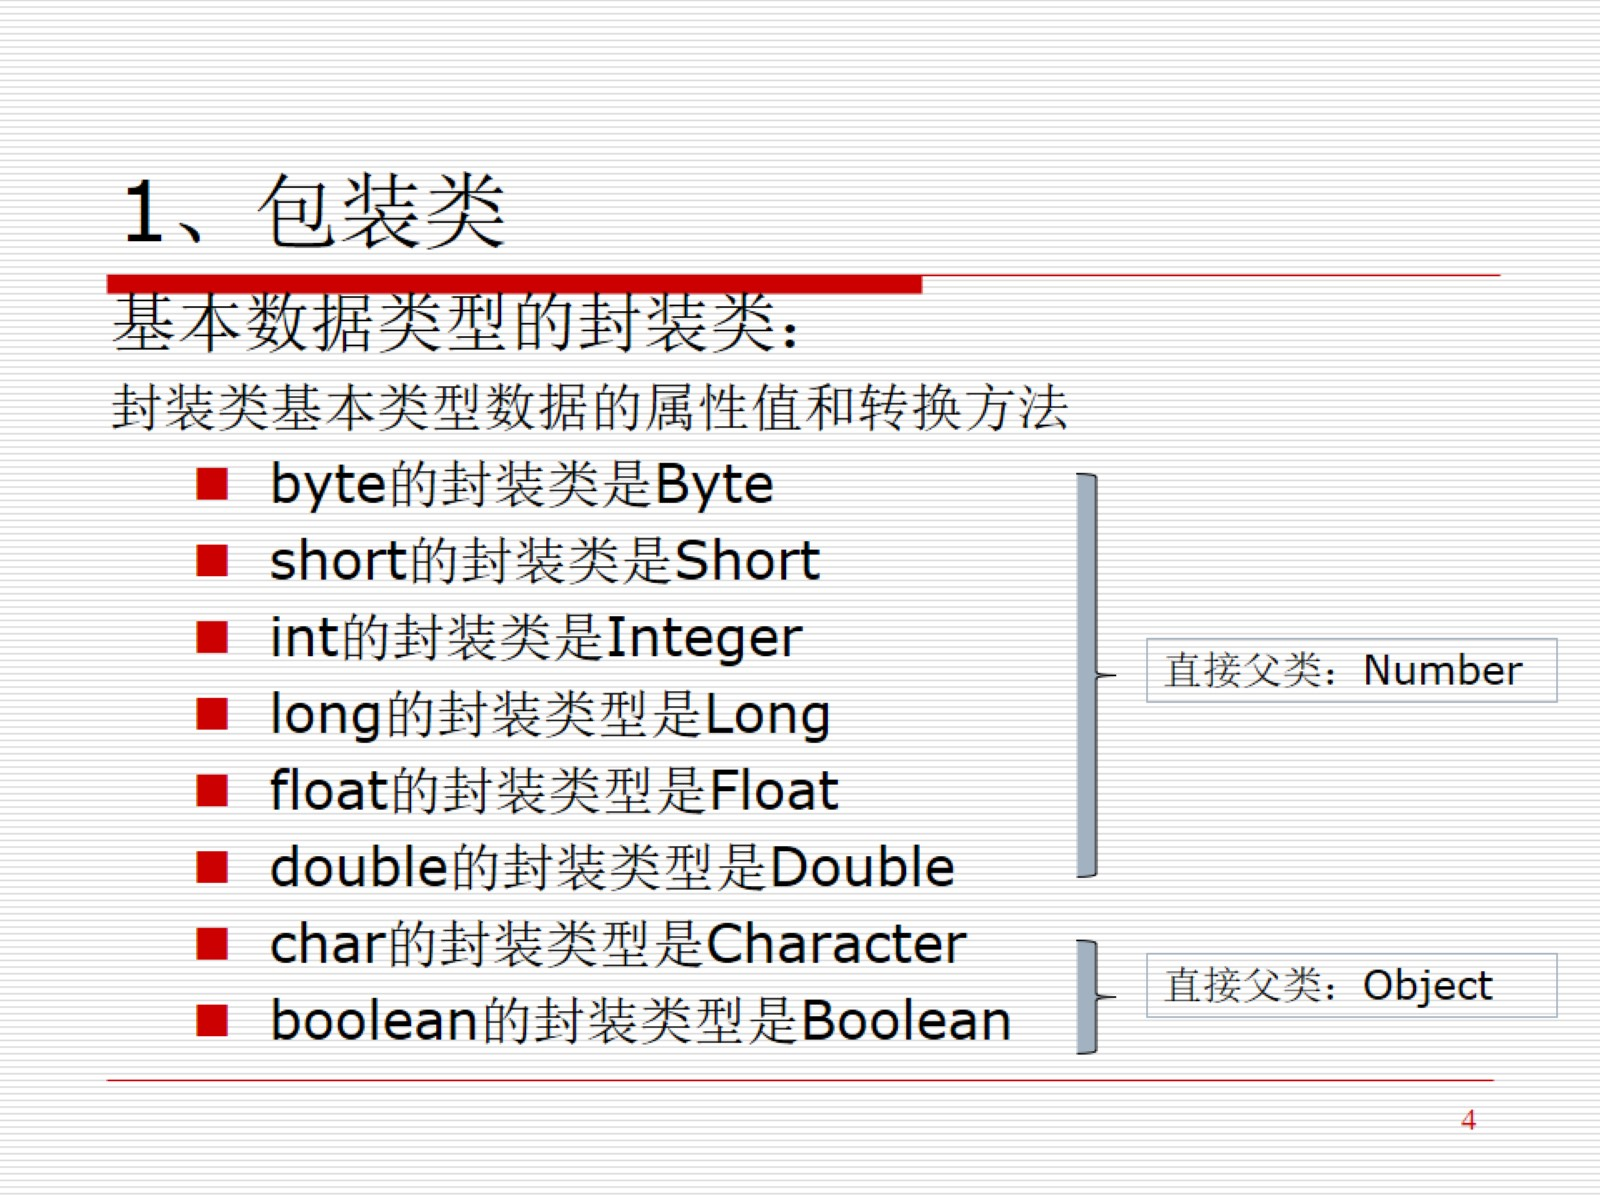 1、包装类
基本数据类型的封装类：
封装类基本类型数据的属性值和转换方法
byte的封装类是Byte
short的封装类是Short
int的封装类是Integer
long的封装类型是Long
float的封装类型是Float
double的封装类型是Double
直接父类：Number
char的封装类型是Character
boolean的封装类型是Boolean
直接父类：Object
4